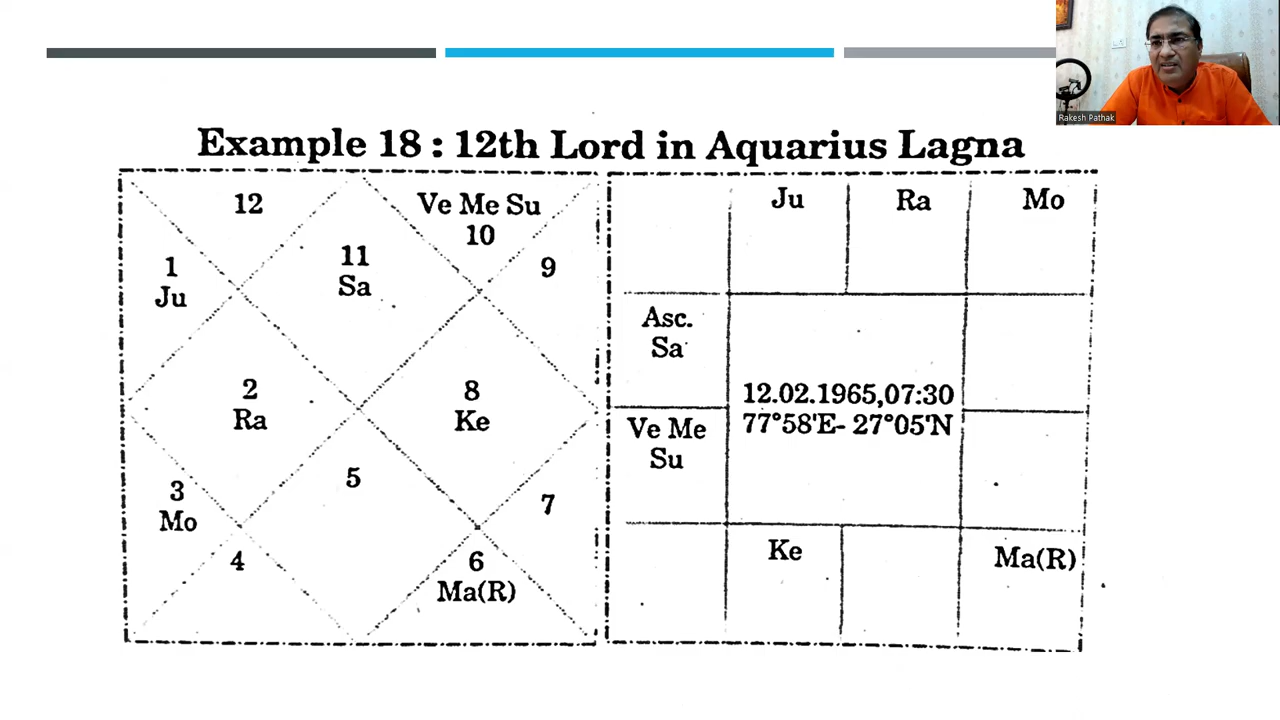 Rakesh Pathak
Example 18 : 12th Lord in Aquarius Lagna
12
Ve Me Su
10
1
Ju
11
Sa
9
2
Ra
8
Ke
3
Mo
5
7
4
6
Ma(R)
Ju
Ra
Mo
Asc.
Sa
12.02.1965,07:30
77°58'E- 27°05'N
Ve Me
Su
Ke
Ma(R)